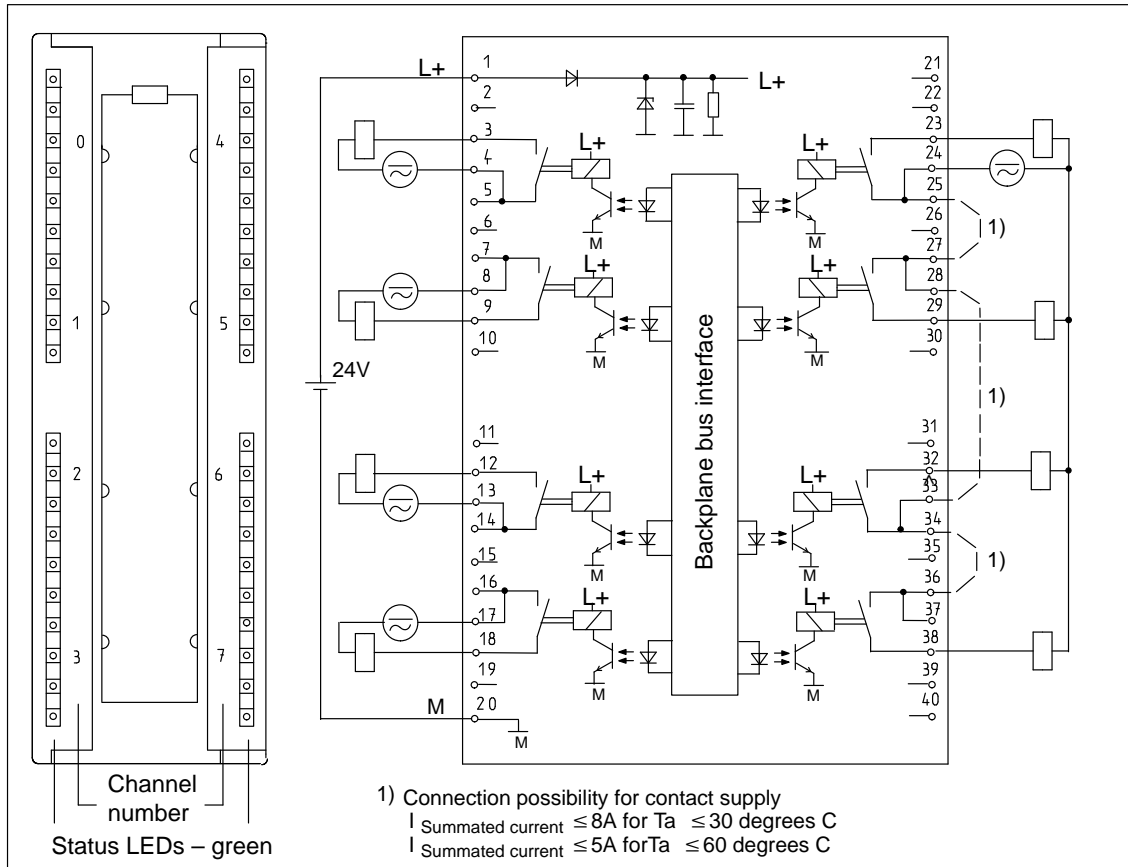 0
1
2
3
4
5
6
7
Channel
number
Status LEDs – green
L+
24V
M
1
2
3
4
5
6
7
8
9
10
11
12
13
14
15
16
17
18
19
20
M
L+
L+
M
L+
M
L+
M
L+
M
Backplane bus interface
L+
M
L+
M
L+
M
L+
M
21
22
23
24
25
26
27
28
29
30
31
32
33
34
35
36
37
38
39
40
1)
1)
1)
1) Connection possibility for contact supply
I Summated current ≤8A for Ta ≤30 degrees C
I Summated current ≤5A forTa ≤60 degrees C